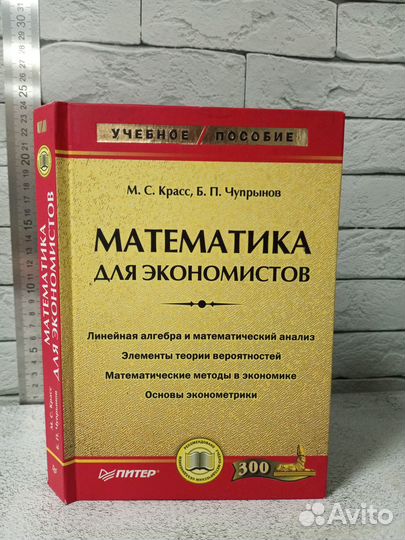 УЧЕБНОЕ ПОСОБИЕ
М. С. Красс, Б. П. Чупрынов
МАТЕМАТИКА
ДЛЯ ЭКОНОМИСТОВ
Линейная алгебра и математический анализ
Элементы теории вероятностей
Математические методы в экономике
Основы эконометрики
ПИТЕР
300
МАТЕМАТИКА
ДЛЯ ЭКОНОМИСТОВ
М. С. Красс
Б. П. Чупрынов
Avito